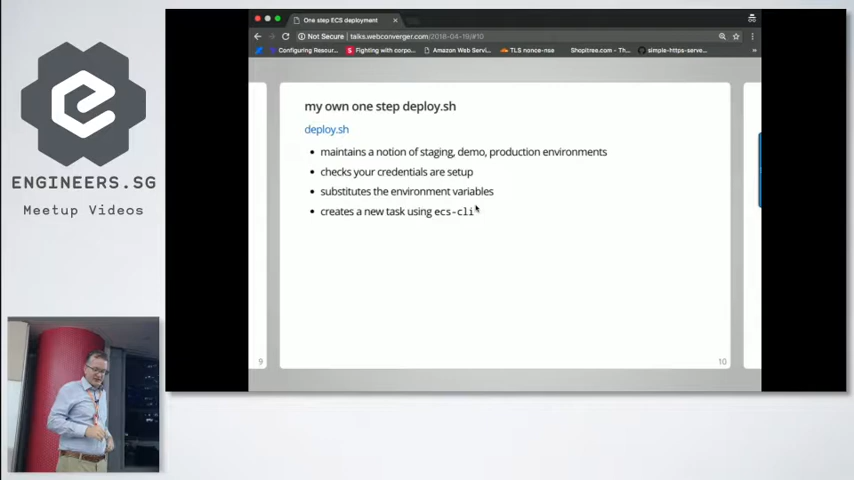 ENGINEERS.SG
Meetup Videos
One step ECS deployment
Not Secure | talks.webconverger.com/2018-04-19/#10
Configuring Resour...
Fighting with corpo...
Amazon Web Servi...
TLS nonce-nse
Shopitree.com - Th...
simple-https-serve...
my own one step deploy.sh
deploy.sh
• maintains a notion of staging, demo, production environments
• checks your credentials are setup
• substitutes the environment variables
• creates a new task using ecs-cli
9
10